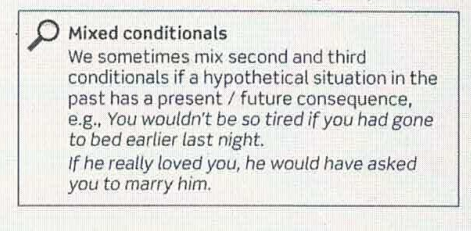 Mixed conditionals
We sometimes mix second and third
conditionals if a hypothetical situation in the
past has a present / future consequence,
e.g., You wouldn't be so tired if you had gone
to bed earlier last night.
If he really loved you, he would have asked
you to marry him.